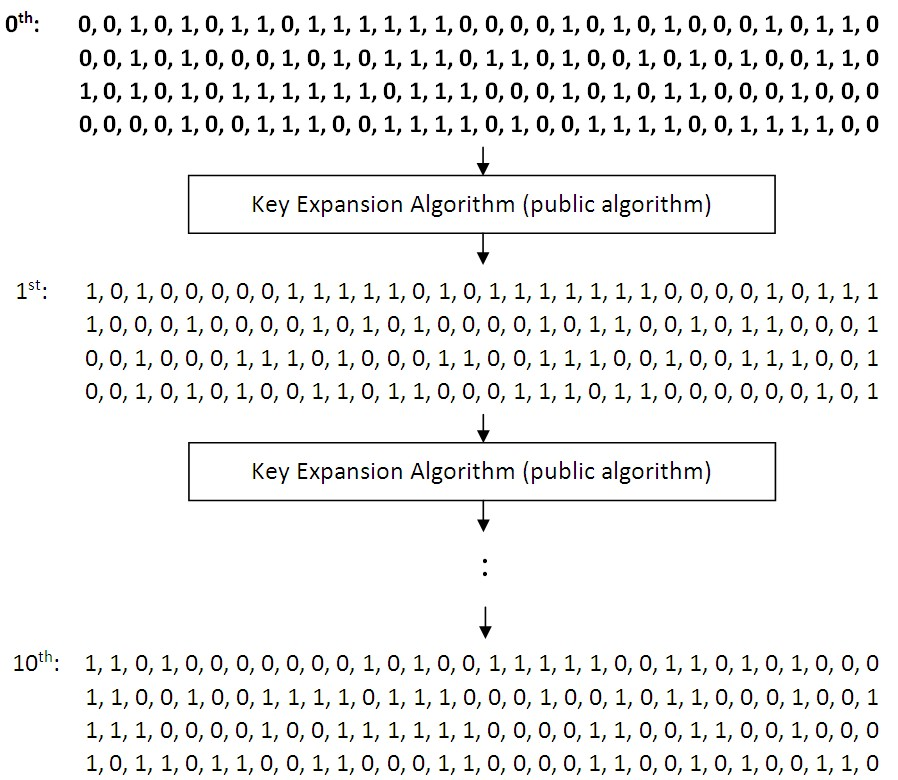 0th: 0, 0, 1, 0, 1, 0, 1, 1, 0, 1, 1, 1, 1, 1, 1, 0, 0, 0, 0, 1, 0, 1, 0, 1, 0, 0, 0, 1, 0, 1, 1, 0
0, 0, 1, 0, 1, 0, 0, 0, 1, 0, 1, 0, 1, 1, 1, 0, 1, 1, 0, 1, 0, 0, 1, 0, 1, 0, 1, 0, 0, 1, 1, 0
1, 0, 1, 0, 1, 0, 1, 1, 1, 1, 1, 1, 0, 1, 1, 1, 0, 0, 0, 1, 0, 1, 0, 1, 1, 0, 0, 0, 1, 0, 0, 0
0, 0, 0, 0, 1, 0, 0, 1, 1, 1, 0, 0, 1, 1, 1, 1, 0, 1, 0, 0, 1, 1, 1, 1, 0, 0, 1, 1, 1, 1, 0, 0
Key Expansion Algorithm (public algorithm)
1st: 1, 0, 1, 0, 0, 0, 0, 0, 1, 1, 1, 1, 1, 0, 1, 0, 1, 1, 1, 1, 1, 1, 1, 0, 0, 0, 0, 1, 0, 1, 1, 1
1, 0, 0, 0, 1, 0, 0, 0, 0, 1, 0, 1, 0, 1, 0, 0, 0, 0, 1, 0, 1, 1, 0, 0, 1, 0, 1, 1, 0, 0, 0, 1
0, 0, 1, 0, 0, 0, 1, 1, 1, 0, 1, 0, 0, 0, 1, 1, 0, 0, 1, 1, 1, 0, 0, 1, 0, 0, 1, 1, 1, 0, 0, 1
0, 0, 1, 0, 1, 0, 1, 0, 0, 1, 1, 0, 1, 1, 0, 0, 0, 1, 1, 1, 0, 1, 1, 0, 0, 0, 0, 0, 0, 1, 0, 1
Key Expansion Algorithm (public algorithm)
:
10th: 1, 1, 0, 1, 0, 0, 0, 0, 0, 0, 0, 1, 0, 1, 0, 0, 1, 1, 1, 1, 1, 0, 0, 1, 1, 0, 1, 0, 1, 0, 0, 0
1, 1, 0, 0, 1, 0, 0, 1, 1, 1, 1, 0, 1, 1, 1, 0, 0, 0, 1, 0, 0, 1, 0, 1, 1, 0, 0, 0, 1, 0, 0, 1
1, 1, 1, 0, 0, 0, 0, 1, 0, 0, 1, 1, 1, 1, 1, 1, 0, 0, 0, 0, 1, 1, 0, 0, 1, 1, 0, 0, 1, 0, 0, 0
1, 0, 1, 1, 0, 1, 1, 0, 0, 1, 1, 0, 0, 0, 1, 1, 0, 0, 0, 0, 1, 1, 0, 0, 1, 0, 1, 0, 0, 1, 1, 0